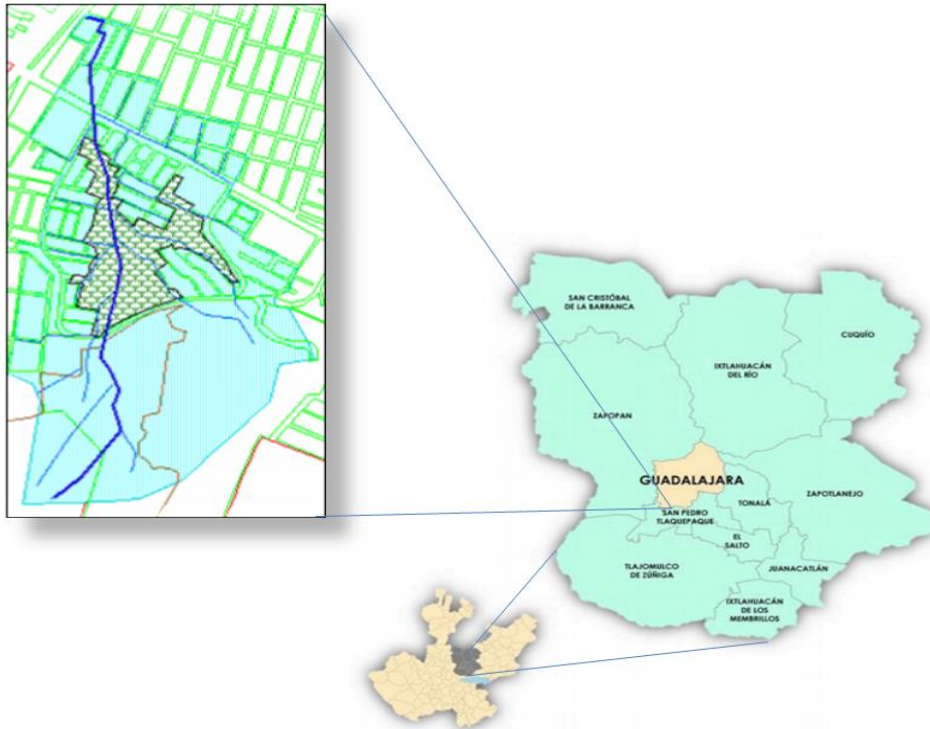 SAN CRISTÓBAL
DE LA BARRANCA
CUQUÍO
IXTLAHUACÁN
DEL RÍO
ZAPOPAN
GUADALAJARA
ZAPOTLANEJO
TONALÁ
SAN PEDRO
TLAQUEPAQUE
EL
SALTO
TLAJOMULCO
DE ZÚÑIGA
JUANACATLÁN
IXTLAHUACÁN
DE LOS
MEMBRILLOS